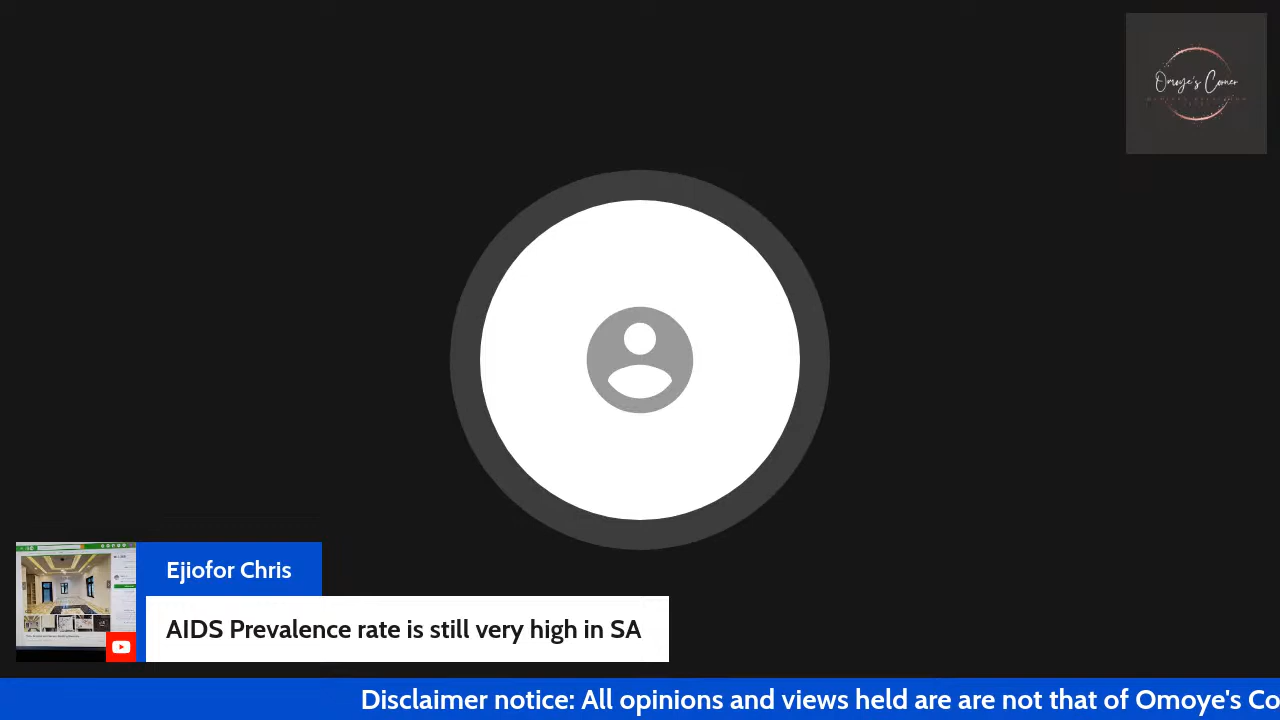 Omoye's Corner
Ejiofor Chris
AIDS Prevalence rate is still very high in SA
Disclaimer notice: All opinions and views held are are not that of Omoye's Co